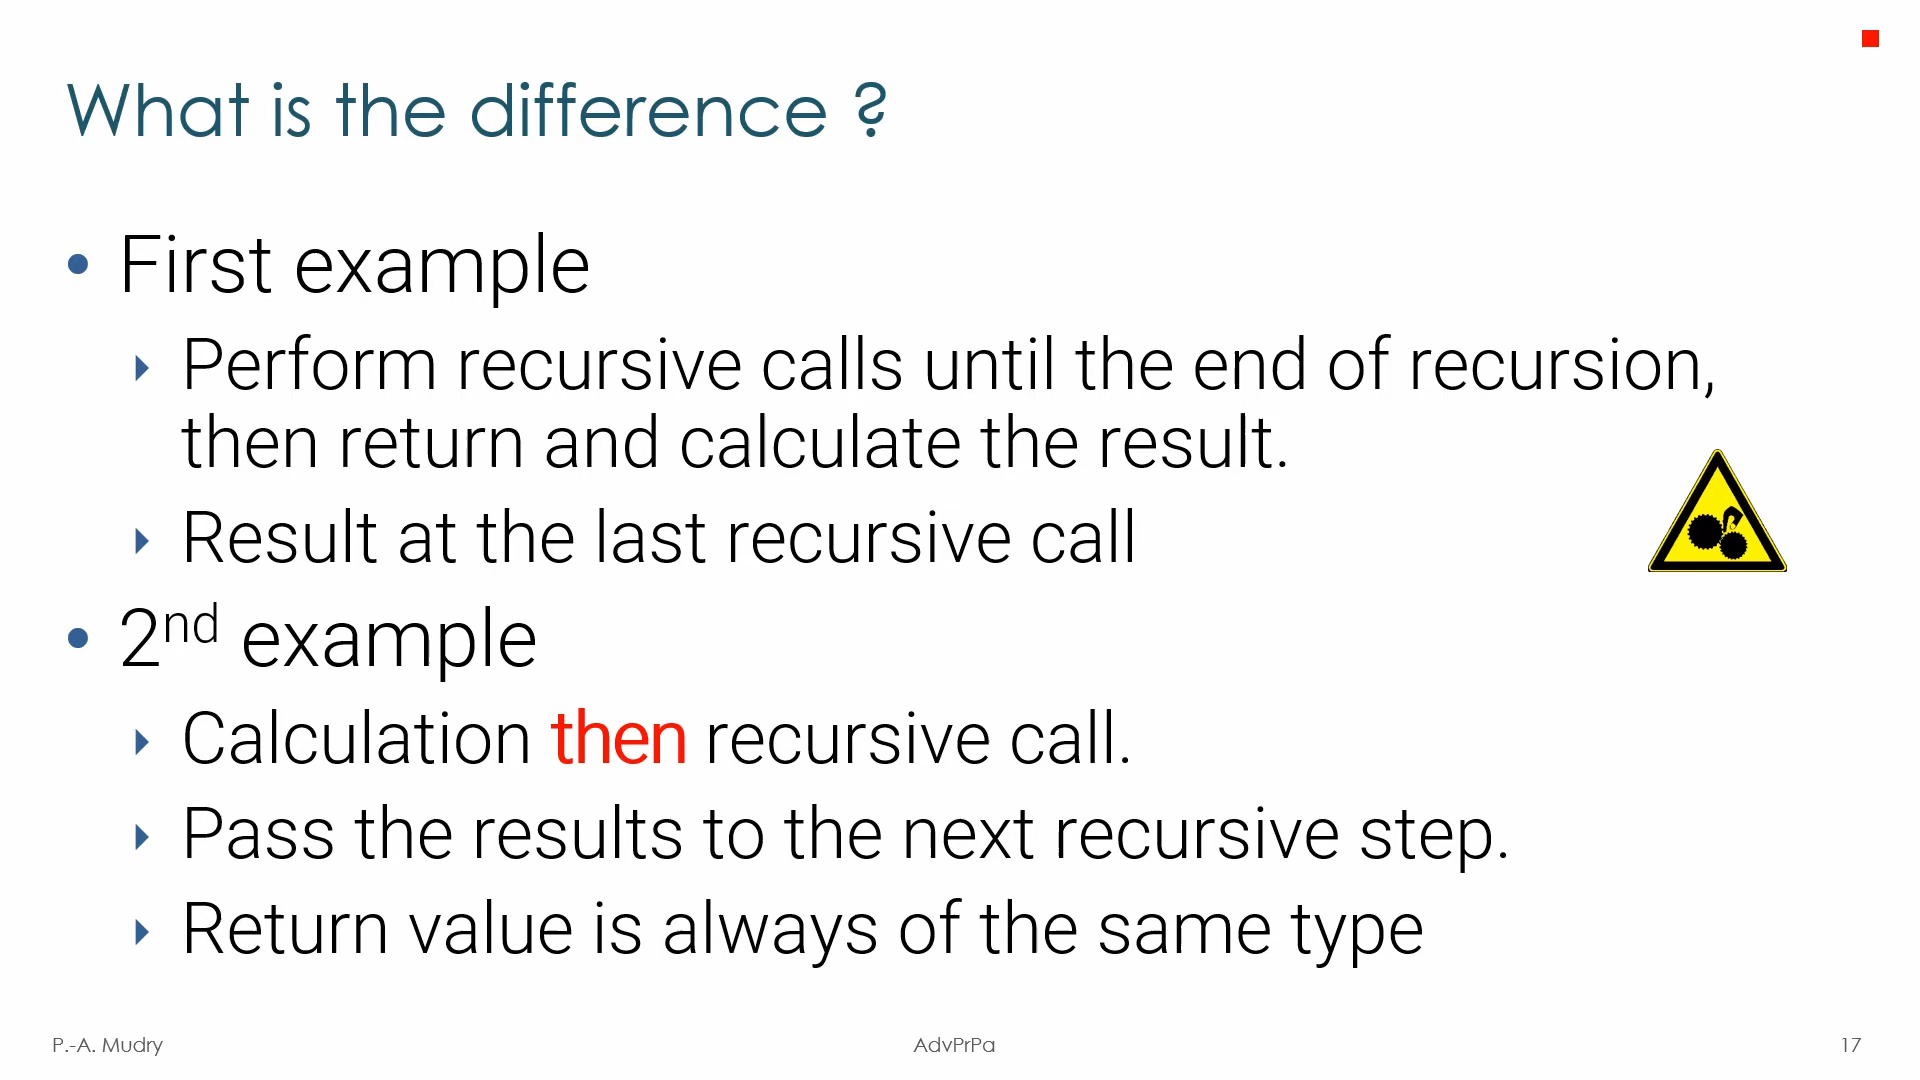 What is the difference ?
• First example
Perform recursive calls until the end of recursion,
then return and calculate the result.
Result at the last recursive call
• 2nd example
Calculation then recursive call.
Pass the results to the next recursive step.
Return value is always of the same type
P.-A. Mudry
AdvPrPa
17